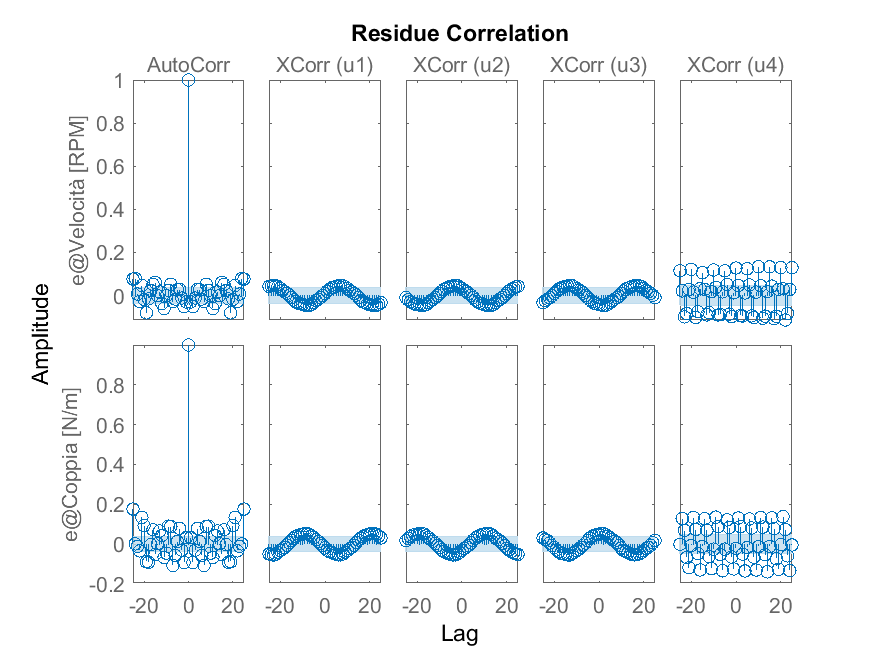 Residue Correlation
AutoCorr XCorr (u1) XCorr (u2) XCorr (u3) XCorr (u4)
Amplitude
e@Velocità [RPM]
1
0.8
0.6
0.4
0.2
0
e@Coppia [N/m]
0.8
0.6
0.4
0.2
0
-0.2
-20 0 20 -20 0 20 -20 0 20 -20 0 20 -20 0 20
Lag